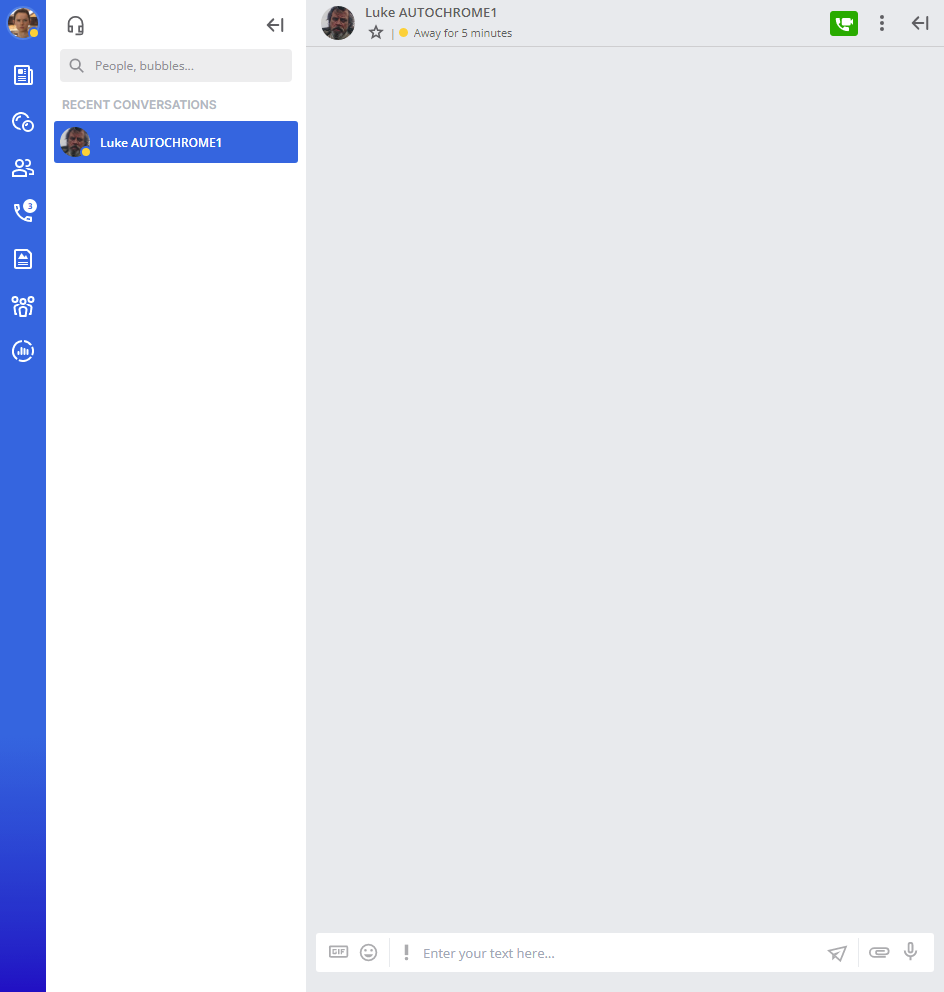 3
People, bubbles...
RECENT CONVERSATIONS
Luke AUTOCHROME1
Luke AUTOCHROME1
| Away for 5 minutes
GIF
! Enter your text here...